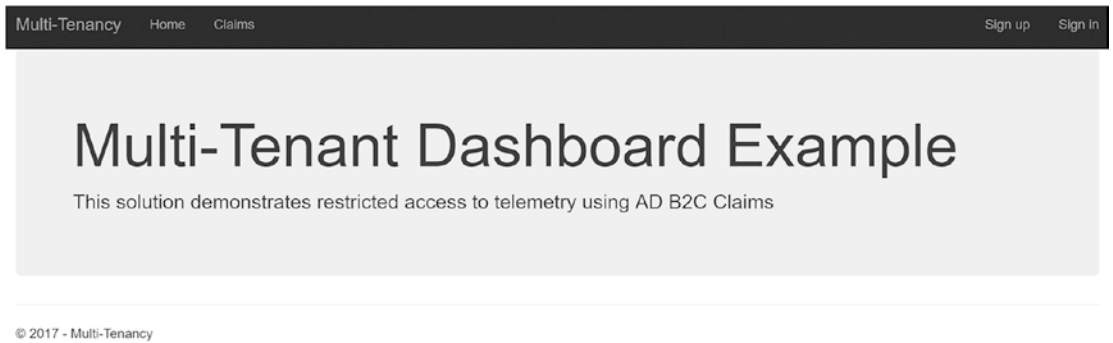 Multi-Tenancy Home Claims Sign up Sign in
Multi-Tenant Dashboard Example
This solution demonstrates restricted access to telemetry using AD B2C Claims
© 2017 - Multi-Tenancy